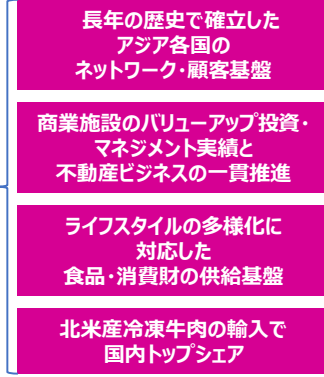 長年の歴史で確立した
アジア各国の
ネットワーク・顧客基盤
商業施設のバリューアップ投資・
マネジメント実績と
不動産ビジネスの一貫推進
ライフスタイルの多様化に
対応した
食品・消費財の供給基盤
北米産冷凍牛肉の輸入で
国内トップシェア